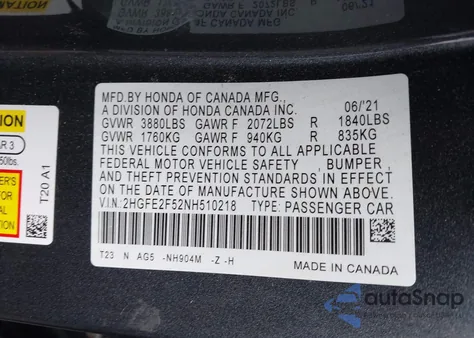 MFD.BY HONDA OF CANADA MFG.,
A DIVISION OF HONDA CANADA INC. 06/'21
GVWR 3880LBS GAWR F 2072LBS R 1840LBS
GVWR 1760KG GAWR F 940KG R 835KG
THIS VEHICLE CONFORMS TO ALL APPLICABLE
FEDERAL MOTOR VEHICLE SAFETY , BUMPER ,
AND THEFT PREVENTION STANDARDS IN EFFECT
ON THE DATE OF MANUFACTURE SHOWN ABOVE.
V.I.N.:2HGFE2F52NH510218 TYPE: PASSENGER CAR
T23 N AG5 -NH904M -Z -H
MADE IN CANADA
T20 A1
ION
R 3
50lbs.
autoSnap